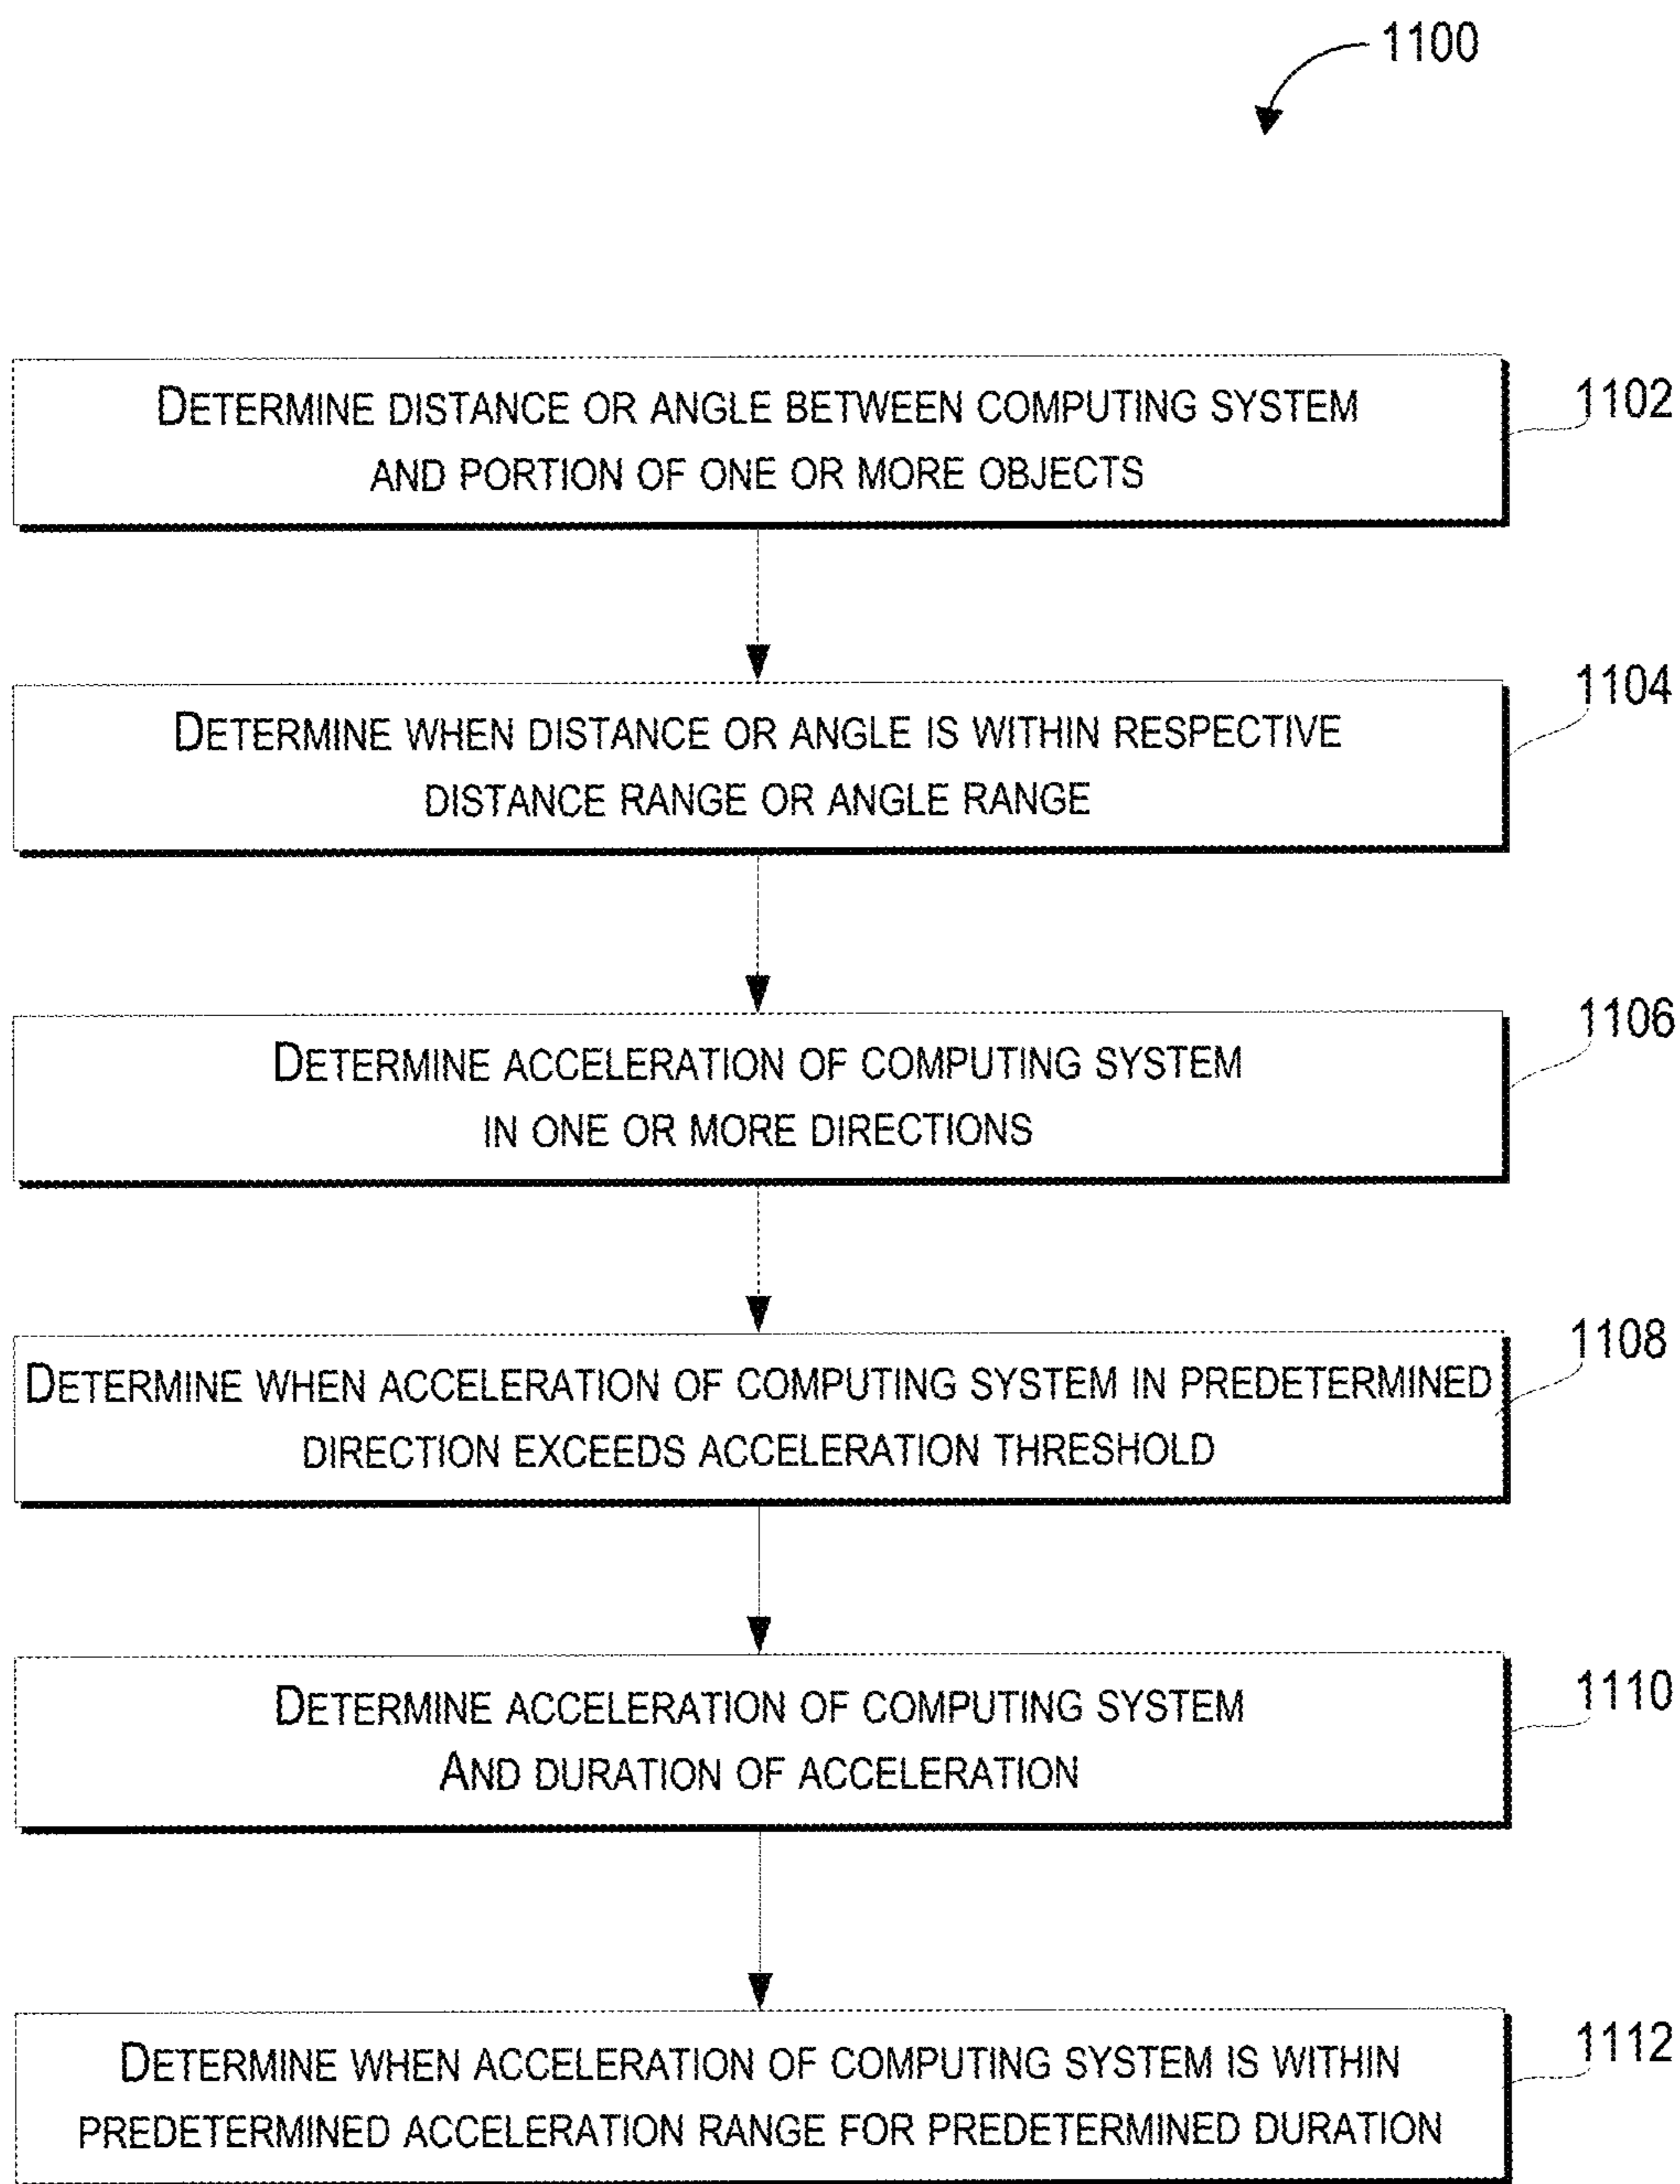 1100
DETERMINE DISTANCE OR ANGLE BETWEEN COMPUTING SYSTEM
AND PORTION OF ONE OR MORE OBJECTS
1102
DETERMINE WHEN DISTANCE OR ANGLE IS WITHIN RESPECTIVE
DISTANCE RANGE OR ANGLE RANGE
1104
DETERMINE ACCELERATION OF COMPUTING SYSTEM
IN ONE OR MORE DIRECTIONS
1106
DETERMINE WHEN ACCELERATION OF COMPUTING SYSTEM IN PREDETERMINED
DIRECTION EXCEEDS ACCELERATION THRESHOLD
1108
DETERMINE ACCELERATION OF COMPUTING SYSTEM
AND DURATION OF ACCELERATION
1110
DETERMINE WHEN ACCELERATION OF COMPUTING SYSTEM IS WITHIN
PREDETERMINED ACCELERATION RANGE FOR PREDETERMINED DURATION
1112